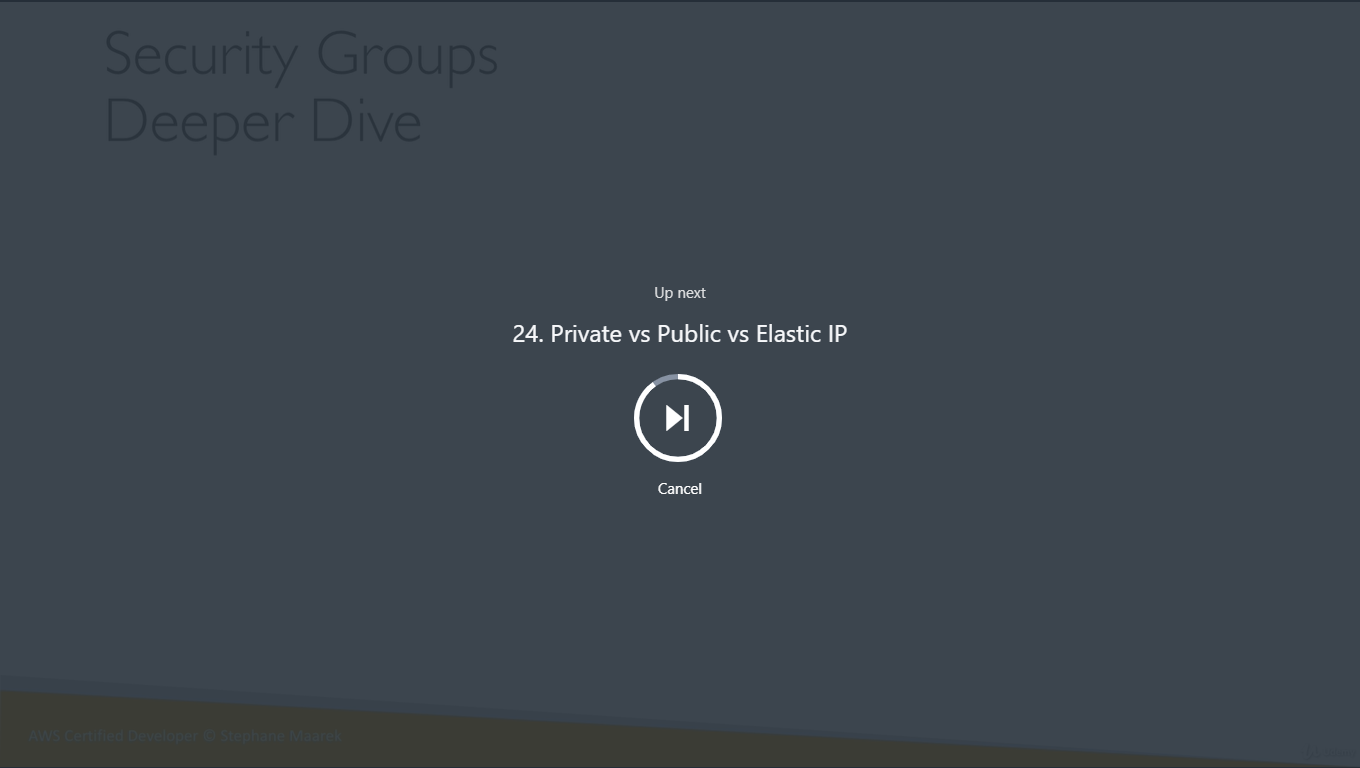 Security Groups
Deeper Dive
Up next
24. Private vs Public vs Elastic IP
Cancel
AWS Certified Developer © Stephane Maarek